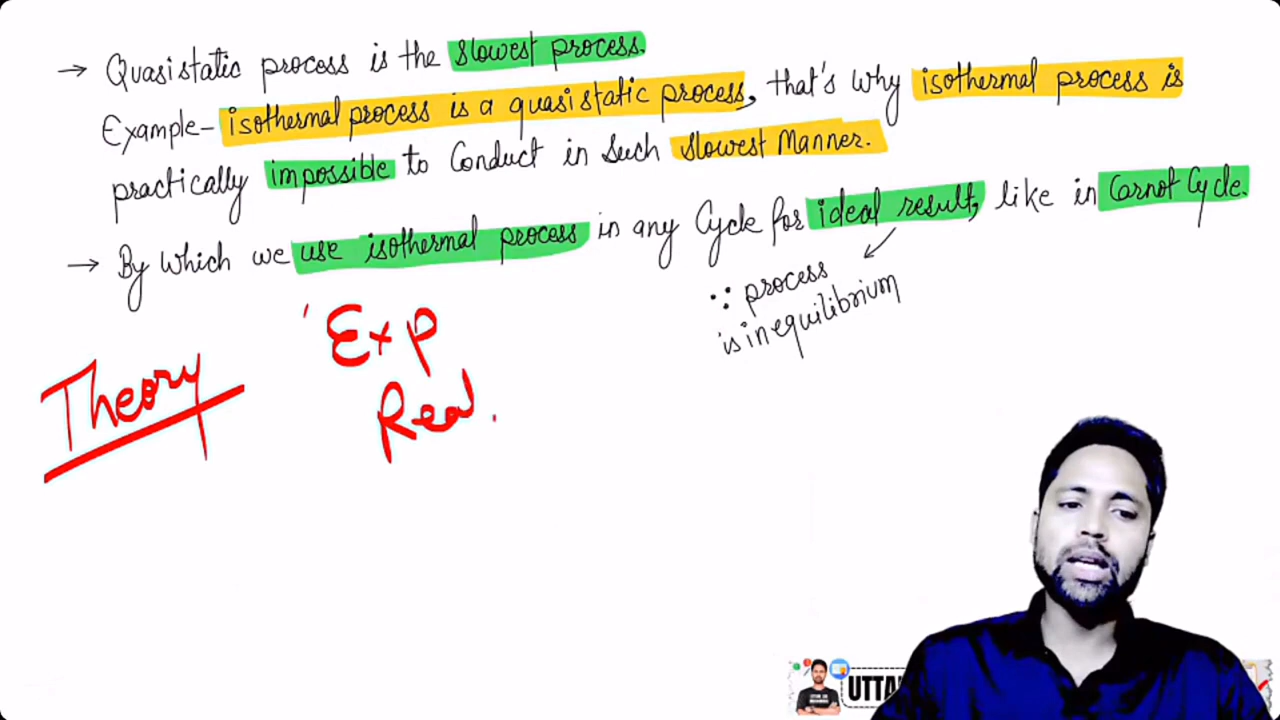 → Quasistatic process is the slowest process.
Example- isothermal process is a quasistatic process, that's why isothermal process is
practically impossible to Conduct in such slowest Manner.
→ By which we use isothermal process in any Cycle for ideal result, like in Carnot Cycle.
∵ process
is in equilibrium
Theory
Exp
Real.